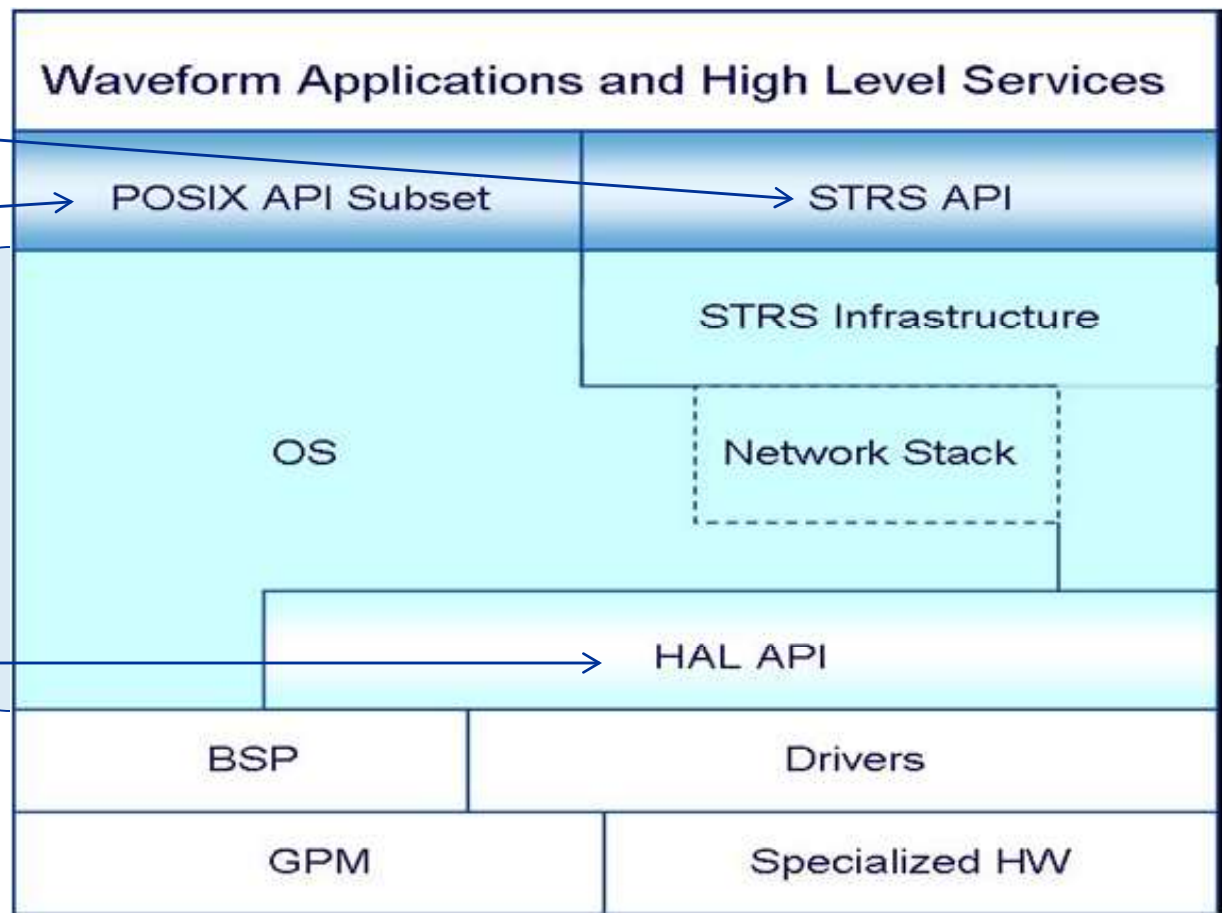 Waveform Applications and High Level Services
POSIX API Subset
STRS API
STRS Infrastructure
OS
Network Stack
HAL API
BSP
Drivers
GPM
Specialized HW